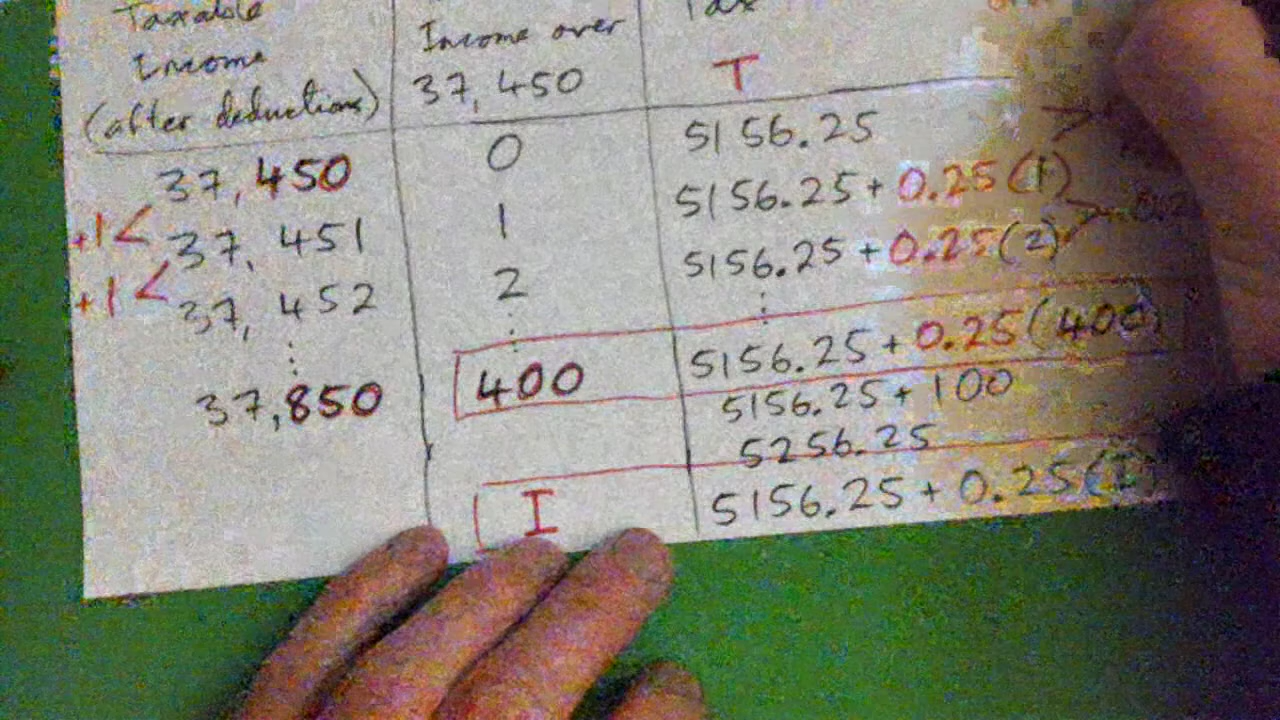 Taxable Income over Tax
Income 37,450 T
(after deductions)
37,450 0 5156.25
+1 < 37,451 1 5156.25 + 0.25(1)
+1 < 37,452 2 5156.25 + 0.25(2)
⋮ ⋮ ⋮
37,850 400 5156.25 + 0.25(400)
5156.25 + 100
5256.25
I 5156.25 + 0.25(I)